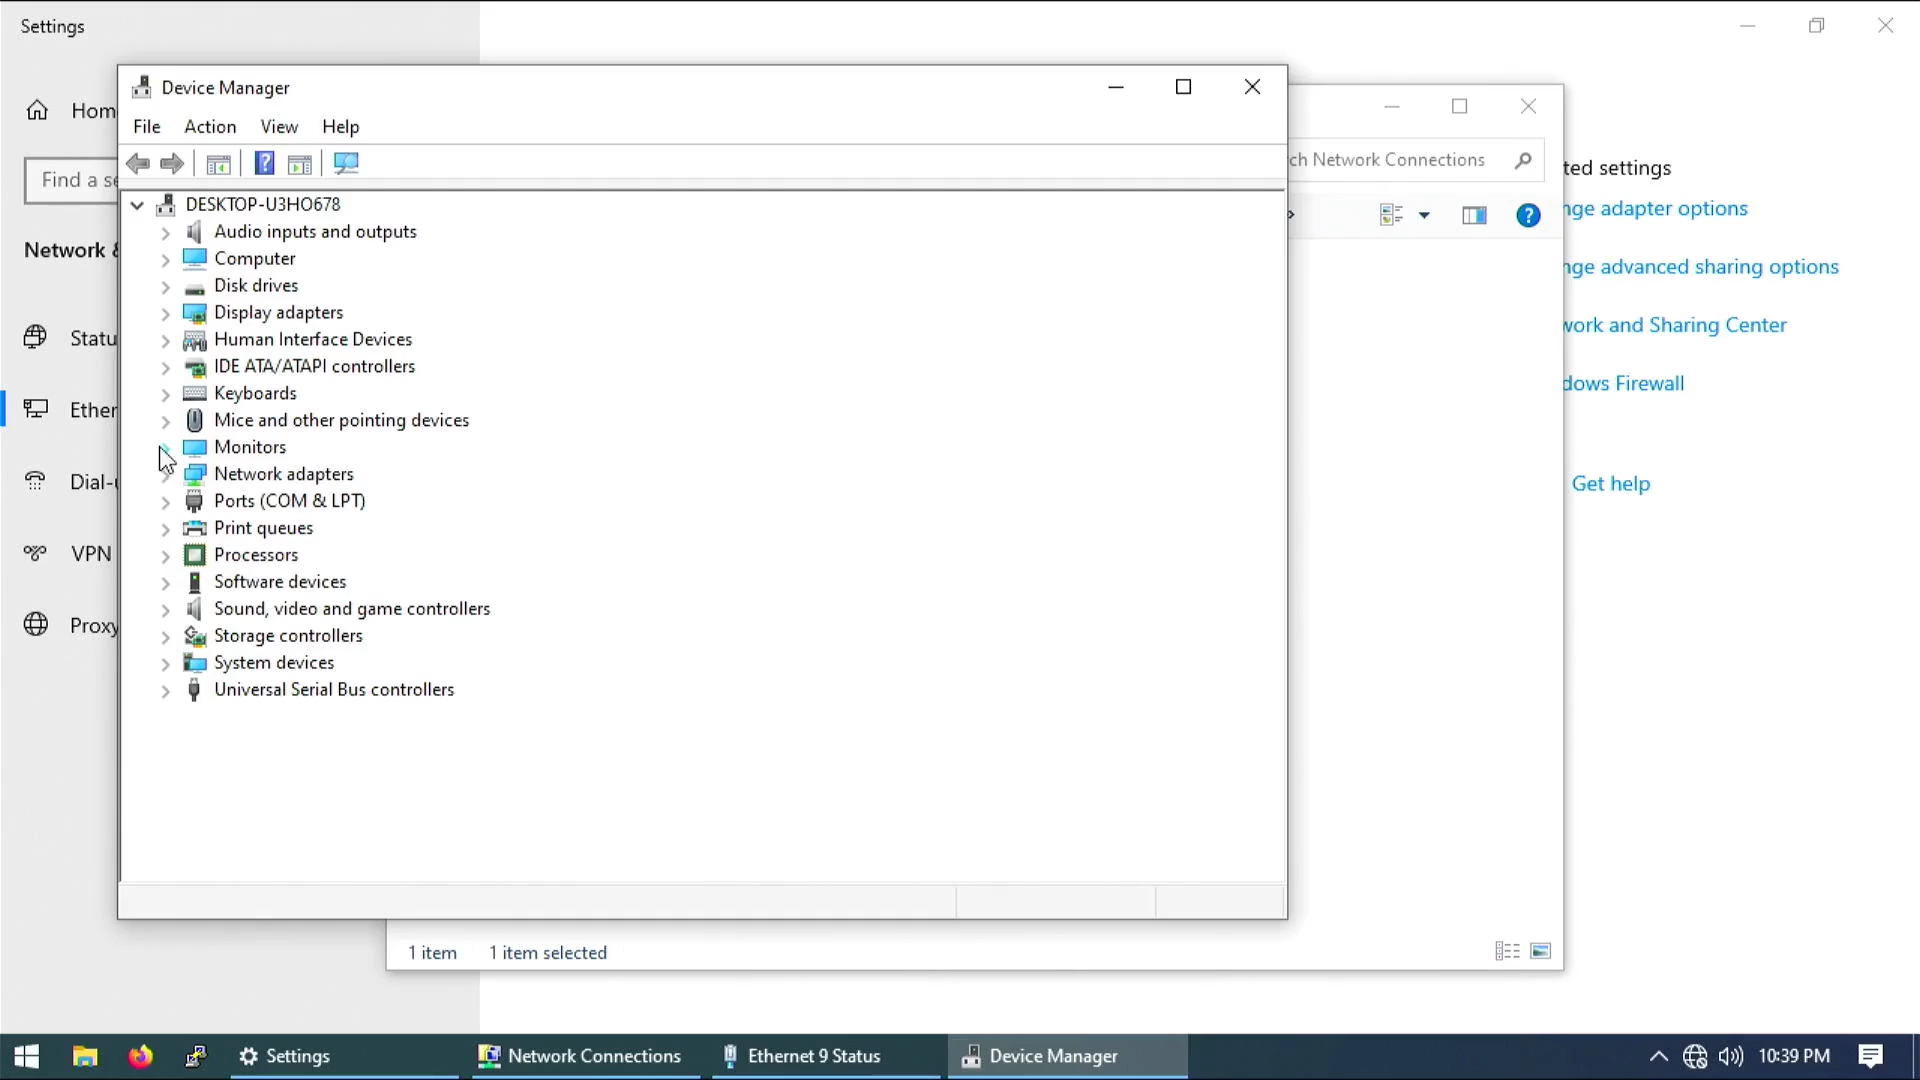 Settings
Device Manager
File Action View Help
Find a s
Network &
Statu
Ether
Dial-
VPN
Proxy
DESKTOP-U3HO678
Audio inputs and outputs
Computer
Disk drives
Display adapters
Human Interface Devices
IDE ATA/ATAPI controllers
Keyboards
Mice and other pointing devices
Monitors
Network adapters
Ports (COM & LPT)
Print queues
Processors
Software devices
Sound, video and game controllers
Storage controllers
System devices
Universal Serial Bus controllers
ch Network Connections
ted settings
nge adapter options
nge advanced sharing options
work and Sharing Center
dows Firewall
Get help
1 item 1 item selected
Settings Network Connections Ethernet 9 Status Device Manager 10:39 PM